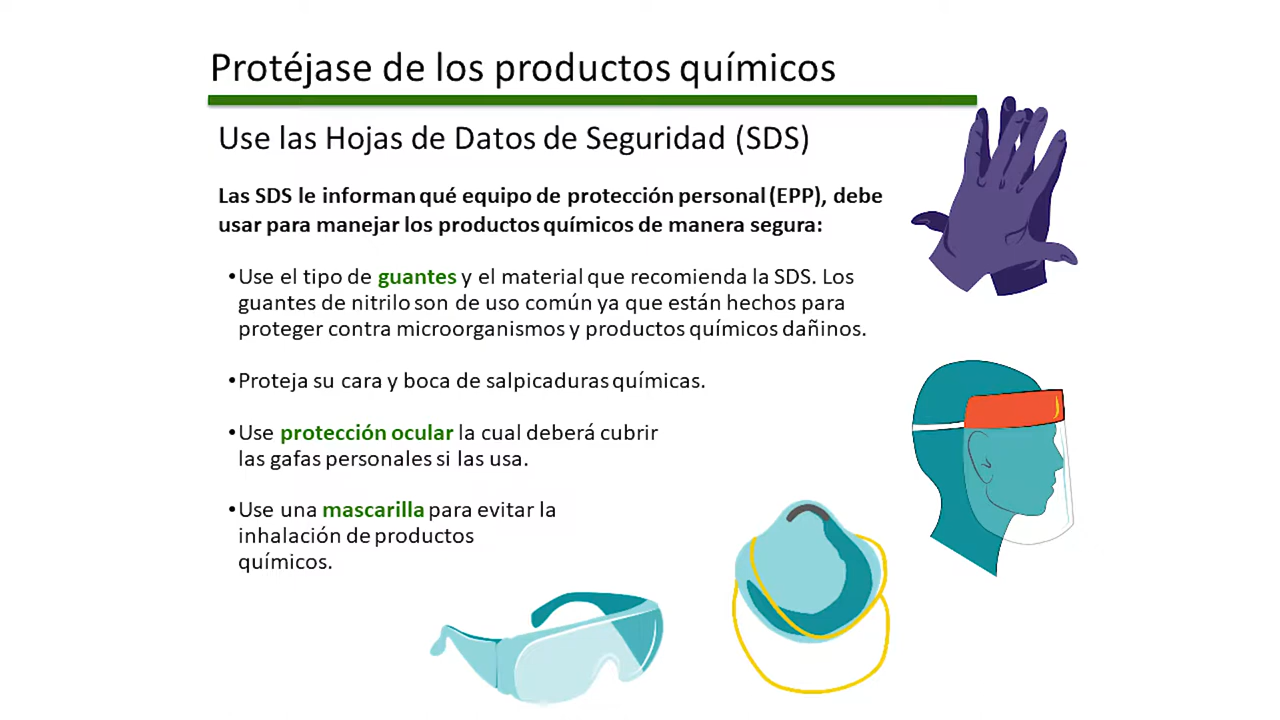 Protéjase de los productos químicos
Use las Hojas de Datos de Seguridad (SDS)
Las SDS le informan qué equipo de protección personal (EPP), debe
usar para manejar los productos químicos de manera segura:
•Use el tipo de guantes y el material que recomienda la SDS. Los
guantes de nitrilo son de uso común ya que están hechos para
proteger contra microorganismos y productos químicos dañinos.
•Proteja su cara y boca de salpicaduras químicas.
•Use protección ocular la cual deberá cubrir
las gafas personales si las usa.
•Use una mascarilla para evitar la
inhalación de productos
químicos.